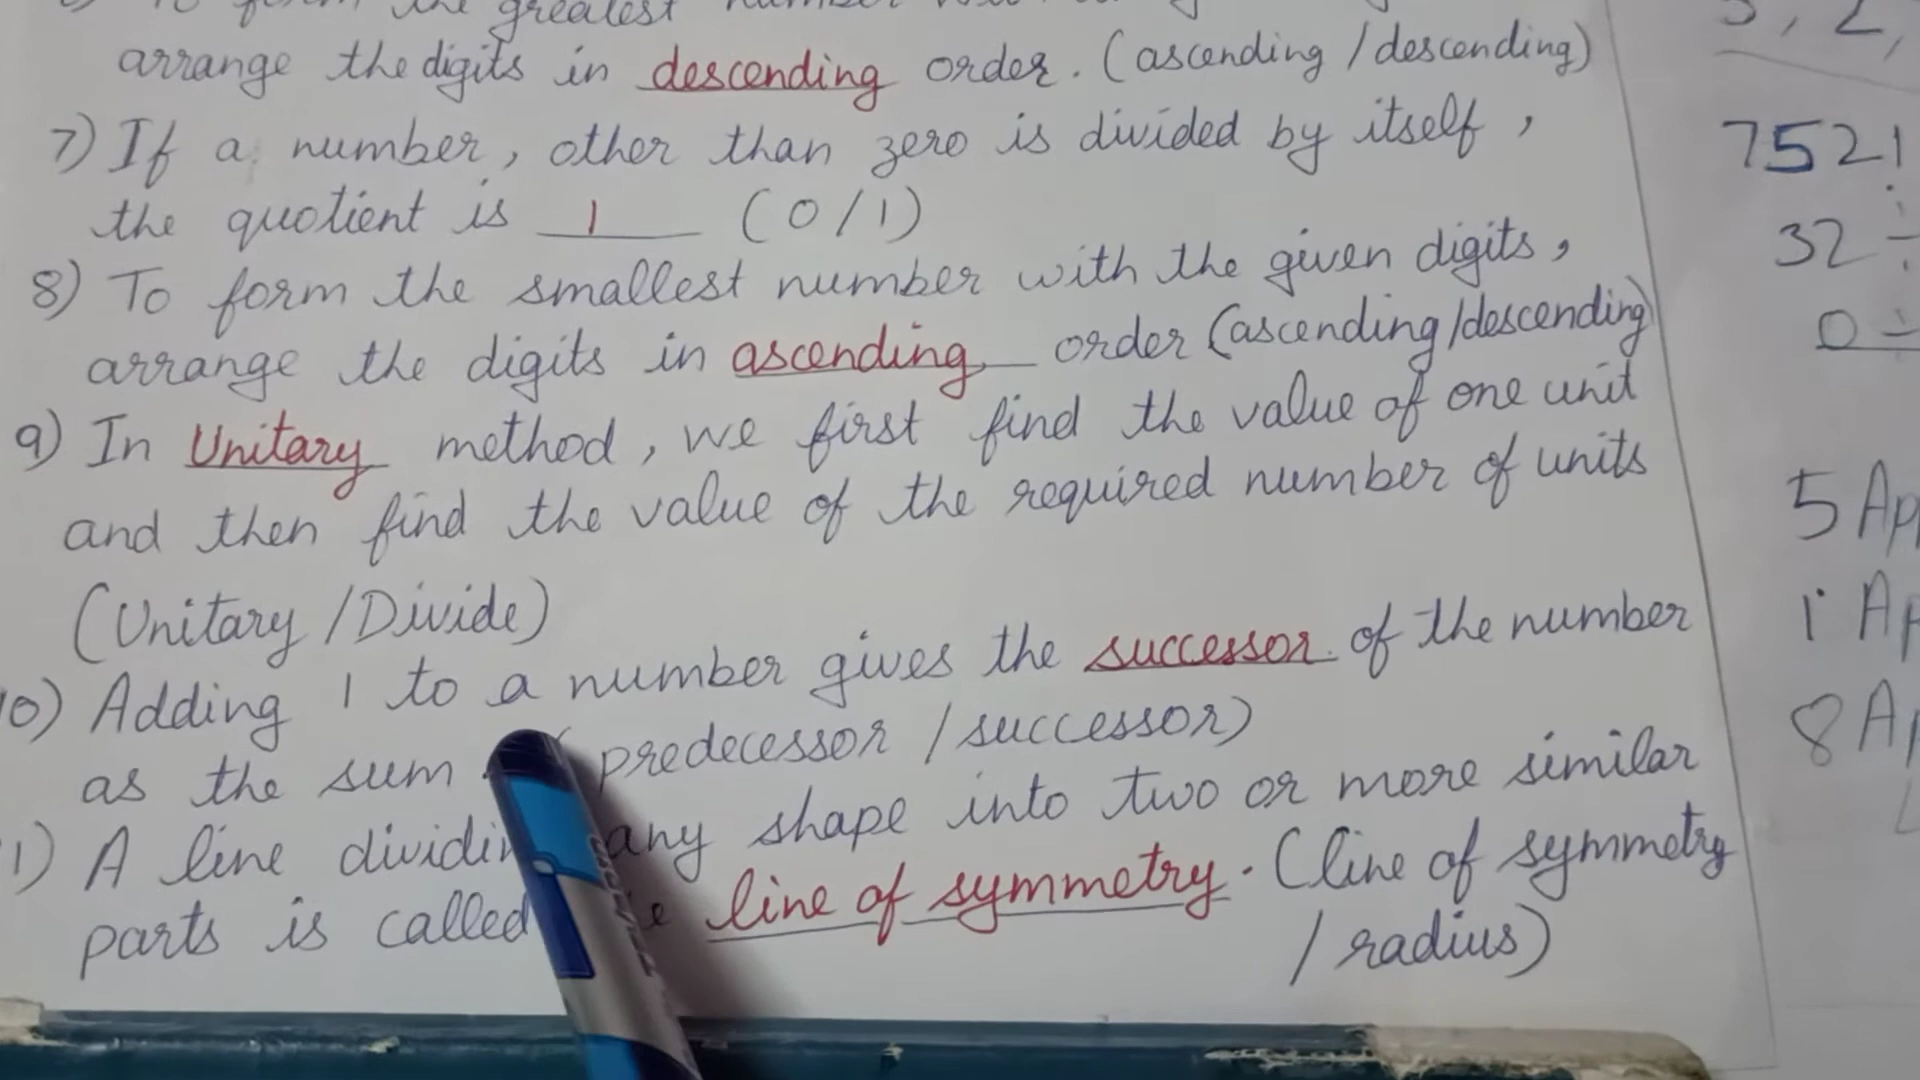 greatest
arrange the digits in descending order. (ascending / descending)
7) If a number, other than zero is divided by itself,
the quotient is 1 (0/1)
8) To form the smallest number with the given digits,
arrange the digits in ascending order (ascending/descending)
9) In Unitary method, we first find the value of one unit
and then find the value of the required number of units
(Unitary / Divide)
10) Adding 1 to a number gives the successor of the number
as the sum (predecessor / successor)
1) A line any shape into two or more similar
parts is called line of symmetry. (line of symmetry
/ radius)
7521
32 ÷
0 ÷
5
1
8